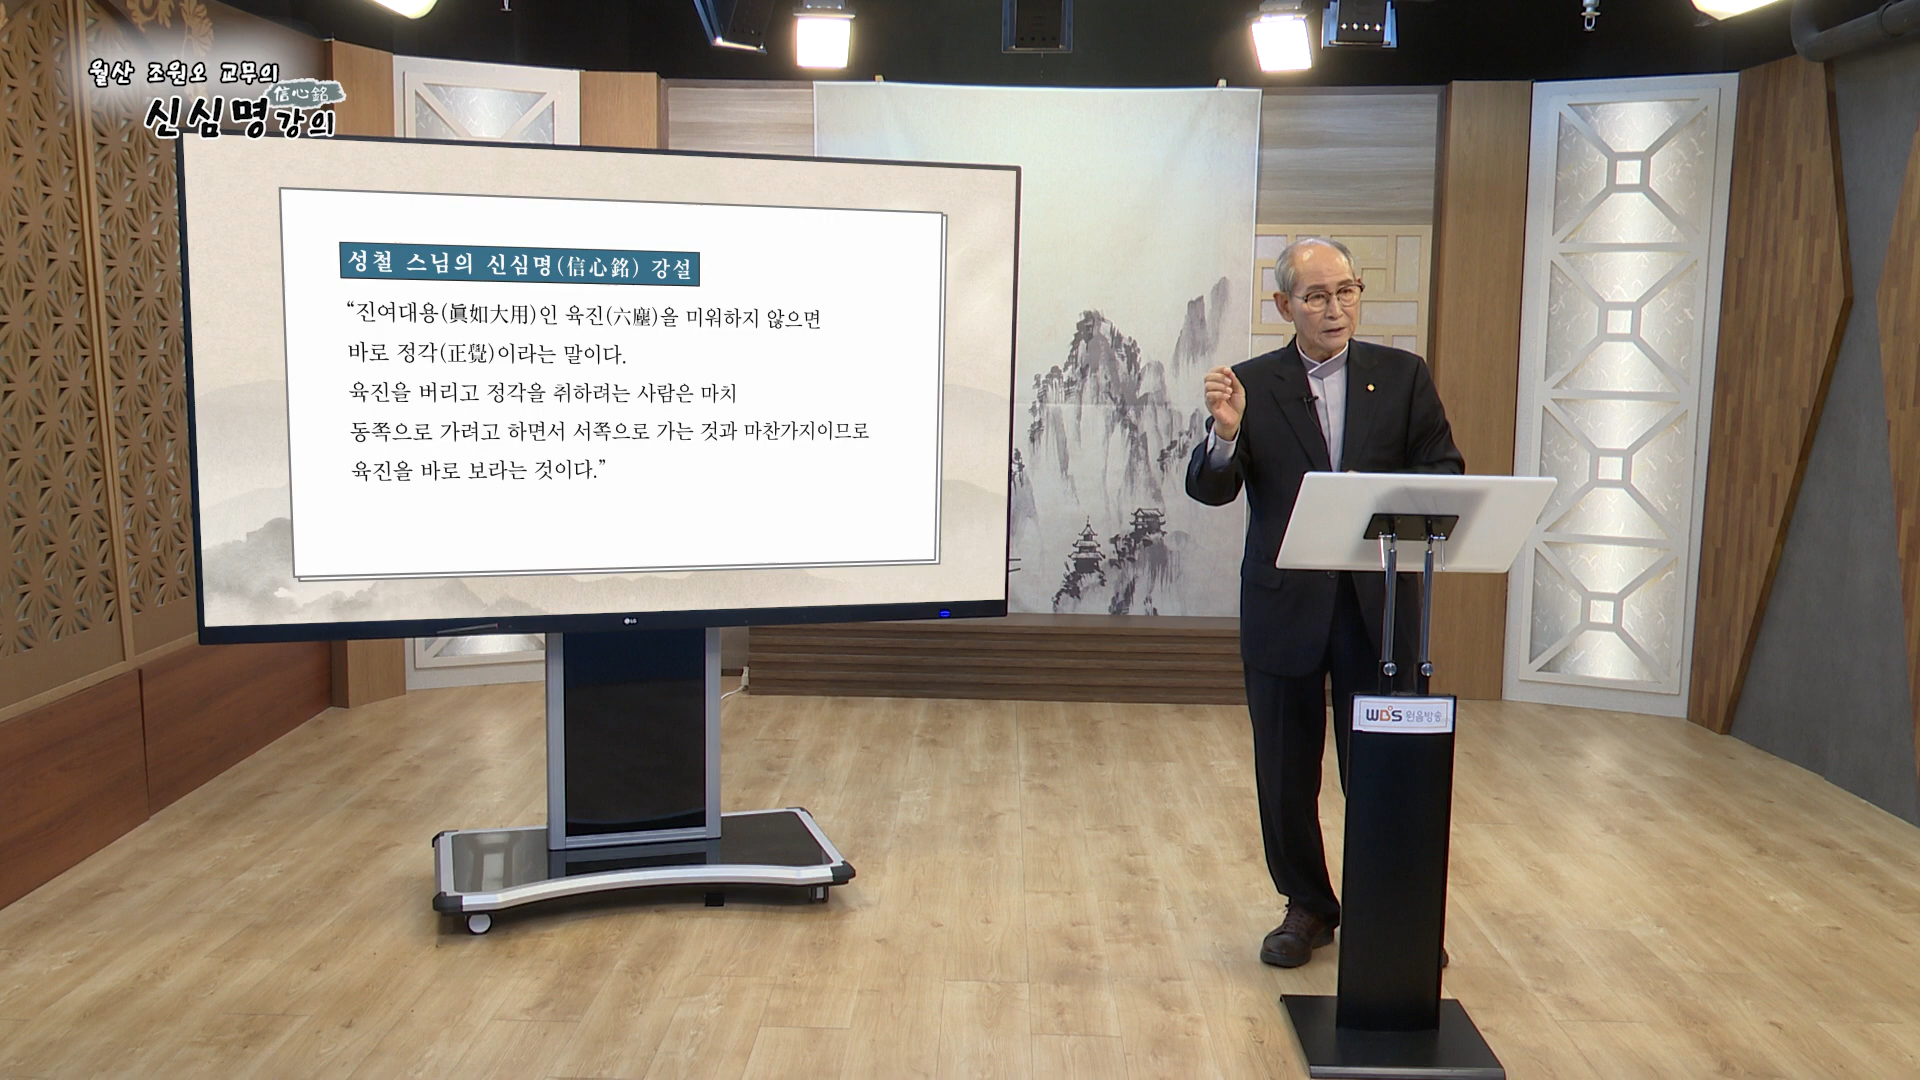 월산 조원오 교무의
신심명 信心銘 강의
성철 스님의 신심명(信心銘) 강설
“진여대용(眞如大用)인 육진(六塵)을 미워하지 않으면
바로 정각(正覺)이라는 말이다.
육진을 버리고 정각을 취하려는 사람은 마치
동쪽으로 가려고 하면서 서쪽으로 가는 것과 마찬가지이므로
육진을 바로 보라는 것이다.”
LG
WBS 원음방송